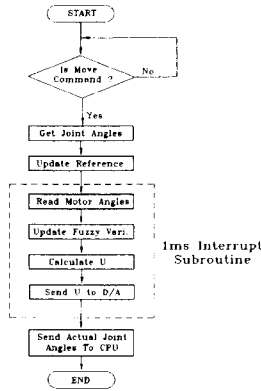 START
Is Move
Command ?
No
Yes
Get Joint Angles
Update Reference
Read Motor Angles
Update Fuzzy Vari.
Calculate U
Send U to D/A
1ms Interrupt
Subroutine
Send Actual Joint
Angles To CPU
END